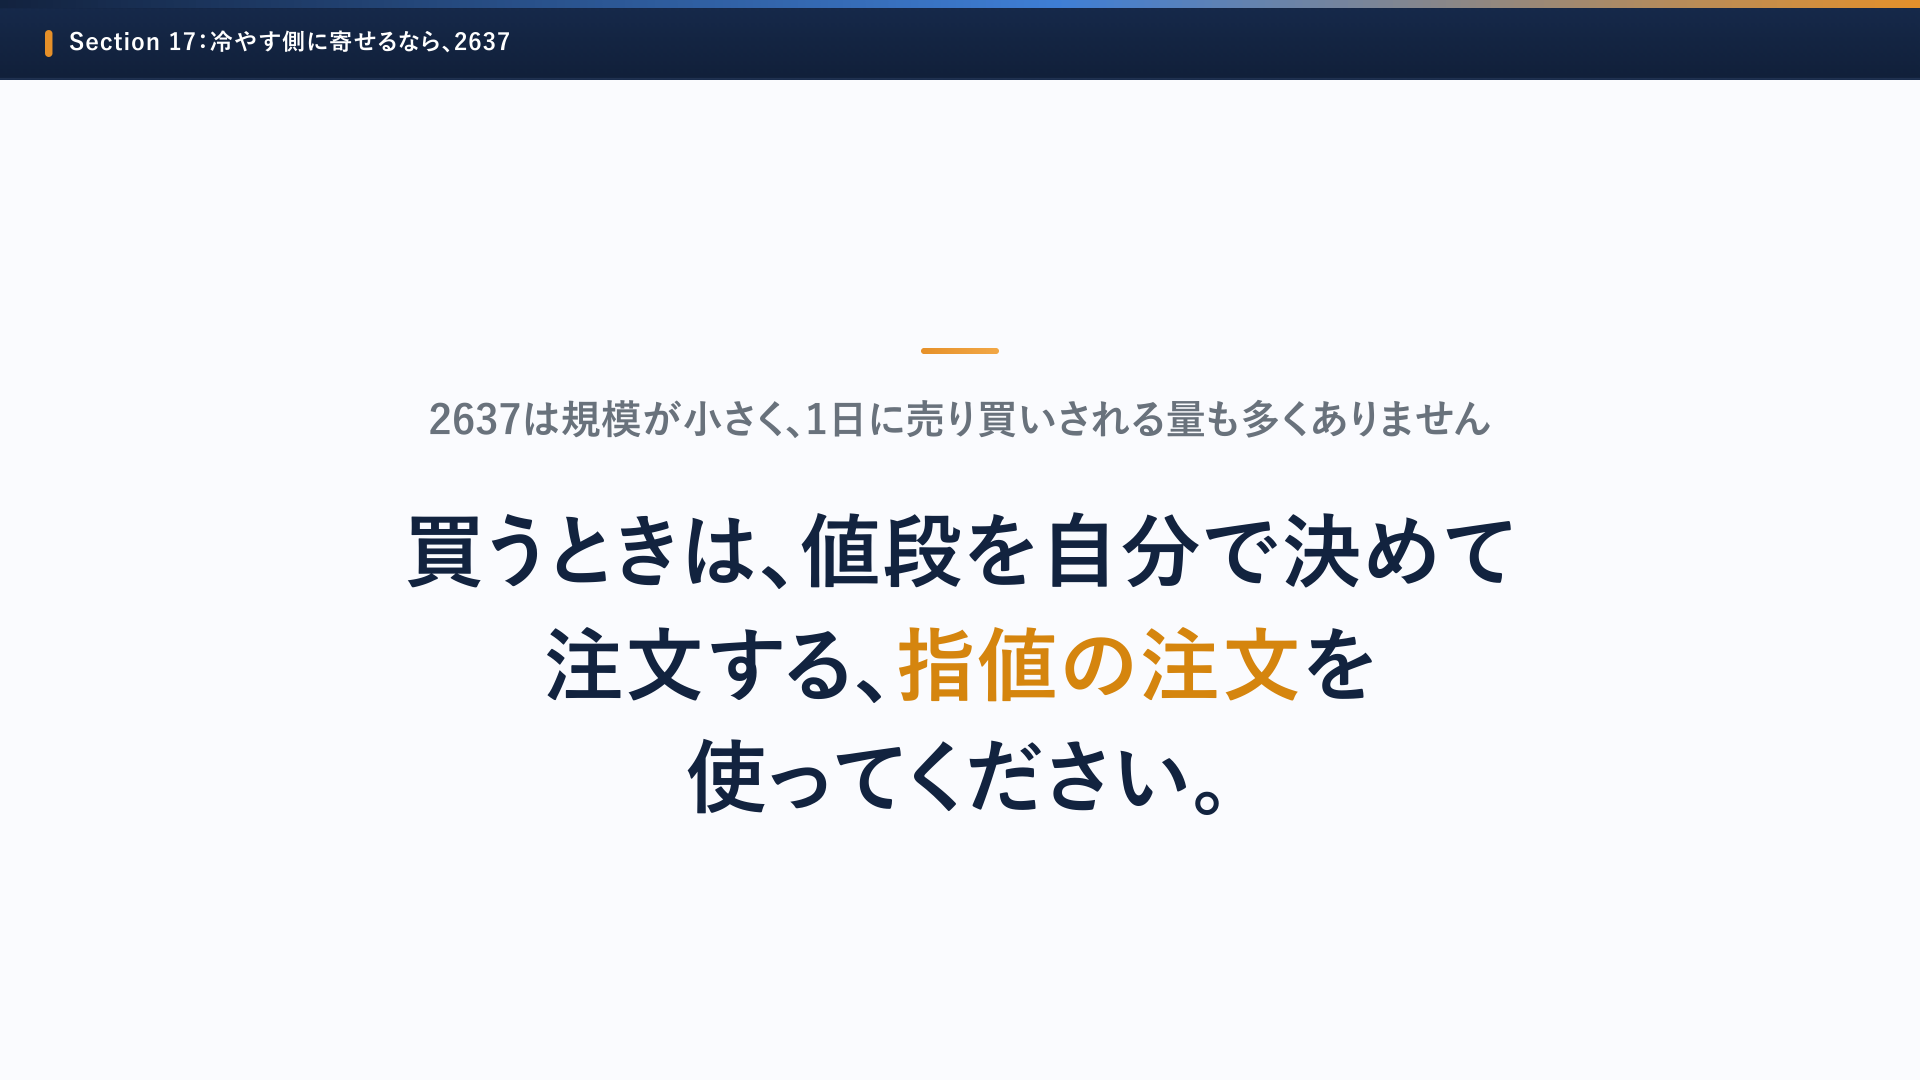 Section 17：冷やす側に寄せるなら、2637
2637は規模が小さく、1日に売り買いされる量も多くありません
買うときは、値段を自分で決めて
注文する、指値の注文を
使ってください。